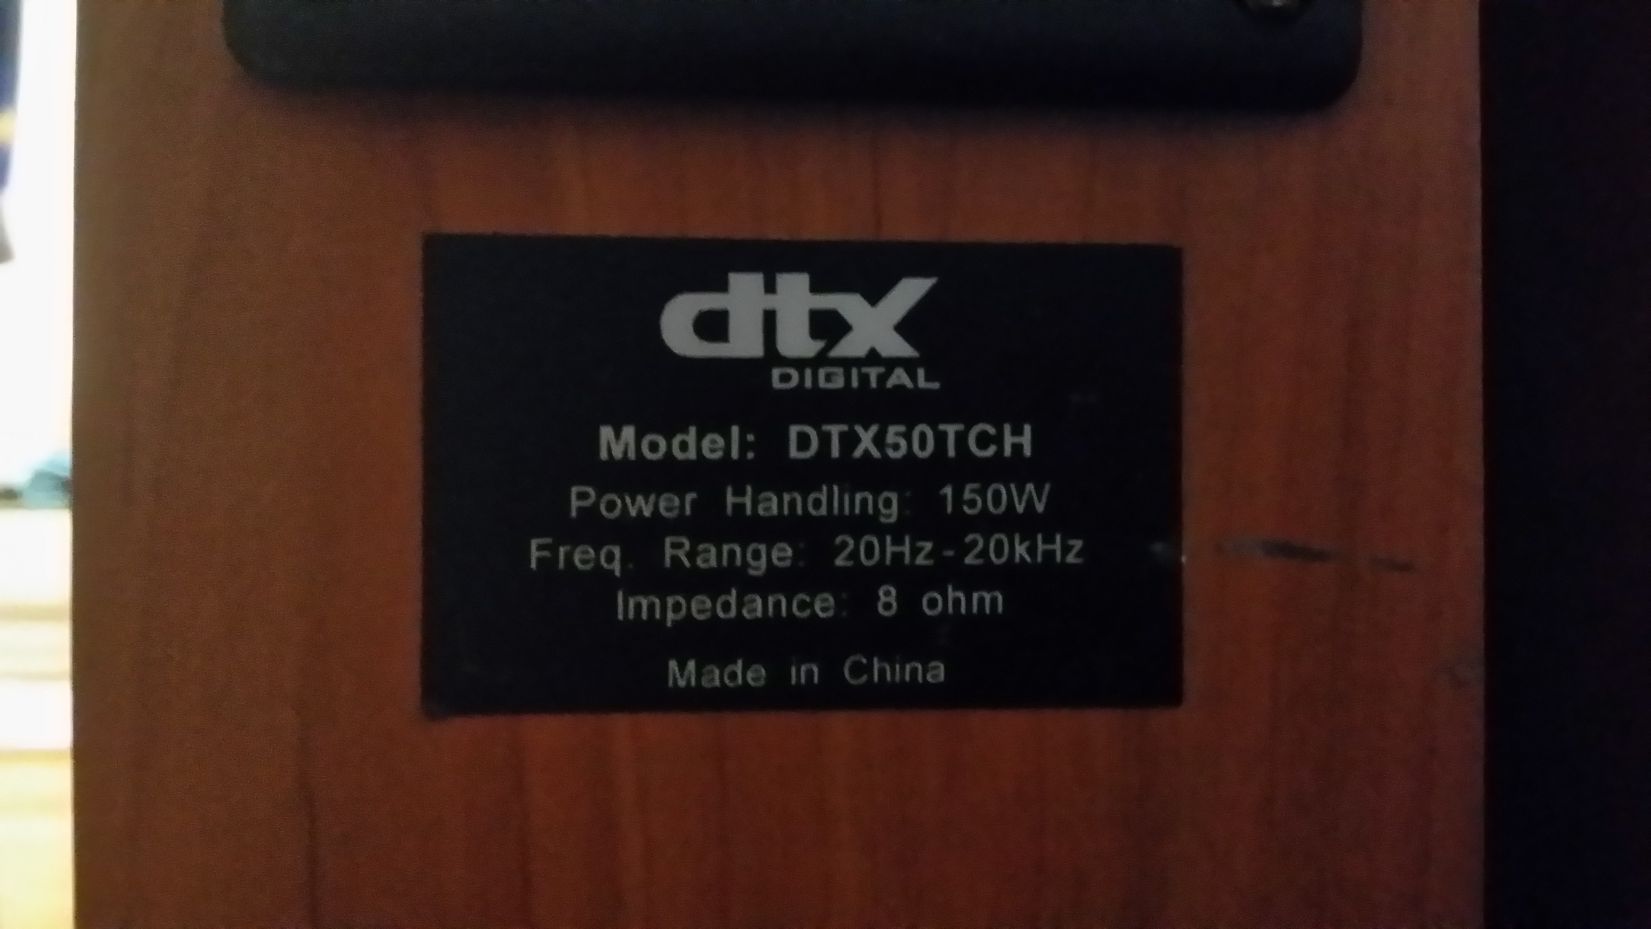 dtx
DIGITAL
Model: DTX50TCH
Power Handling: 150W
Freq. Range: 20Hz-20kHz
Impedance: 8 ohm
Made in China